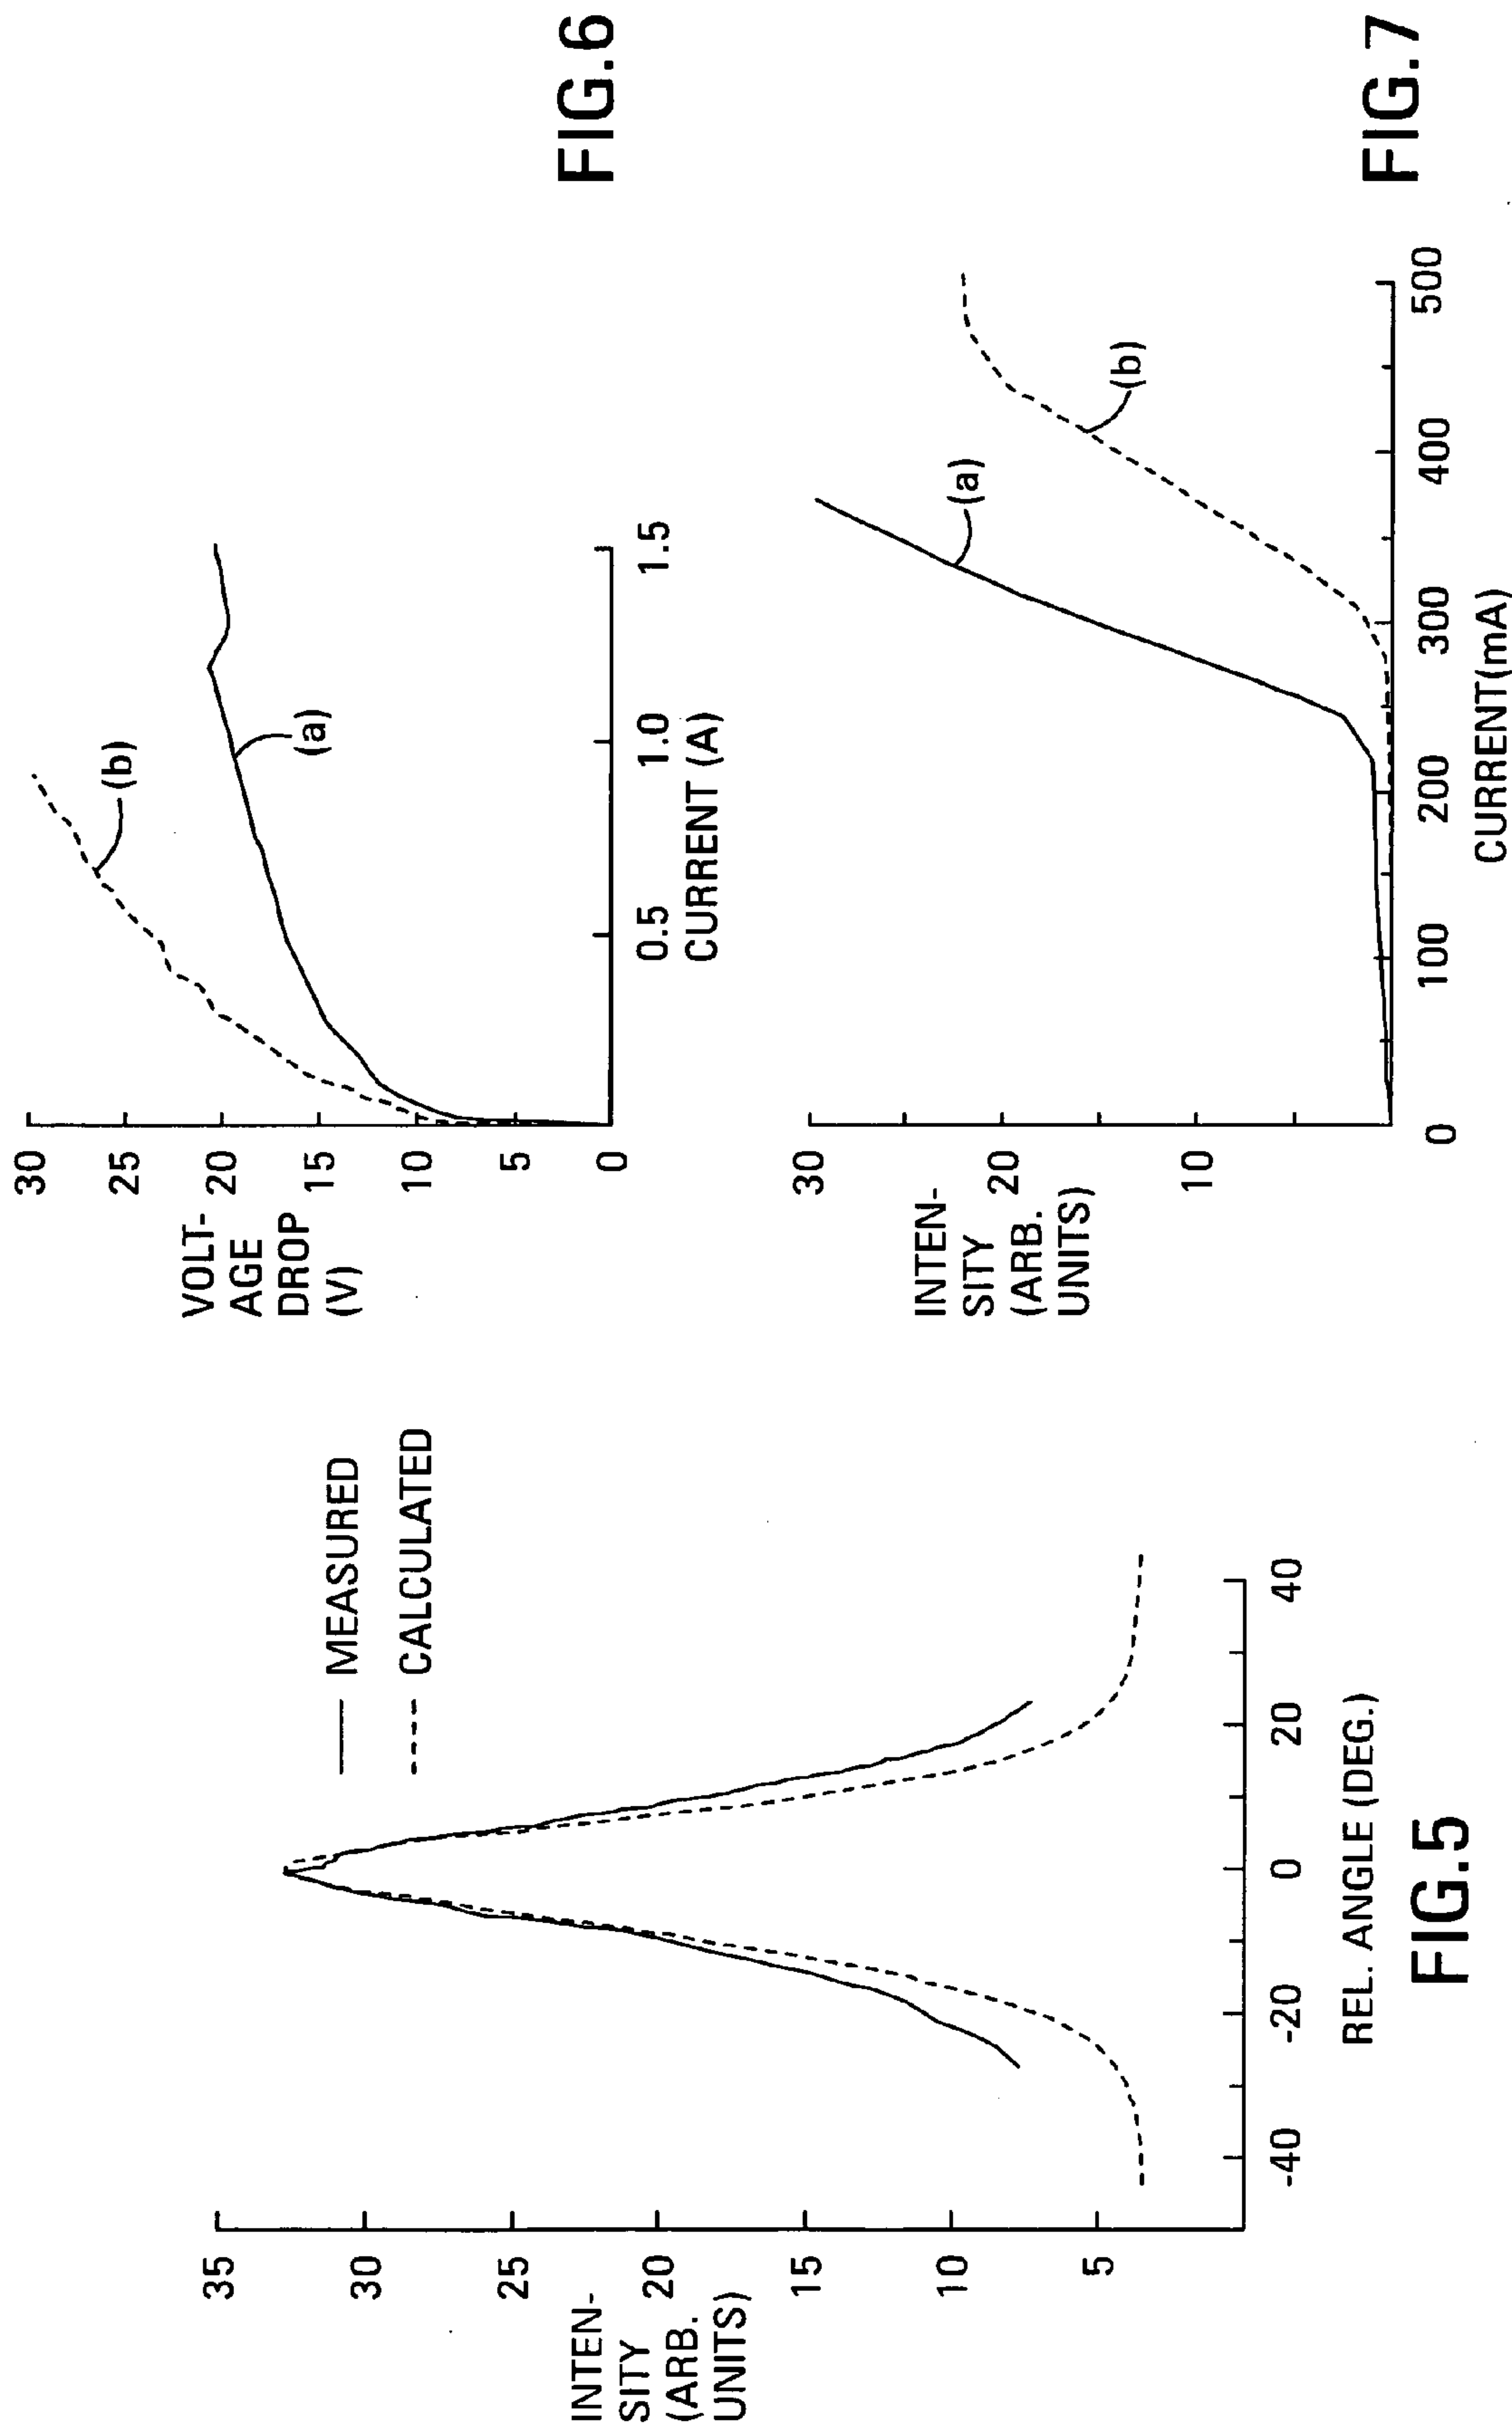 35
30
25
20
15
10
5
INTEN-
SITY
(ARB.
UNITS)
MEASURED
CALCULATED
-40
-20
0
20
40
REL. ANGLE (DEG.)
FIG.5
30
25
20
15
10
5
0
VOLT-
AGE
DROP
(V)
(b)
(a)
0.5
1.0
1.5
CURRENT (A)
FIG.6
30
20
10
INTEN-
SITY
(ARB.
UNITS)
(a)
(b)
0
100
200
300
400
500
CURRENT(mA)
FIG.7